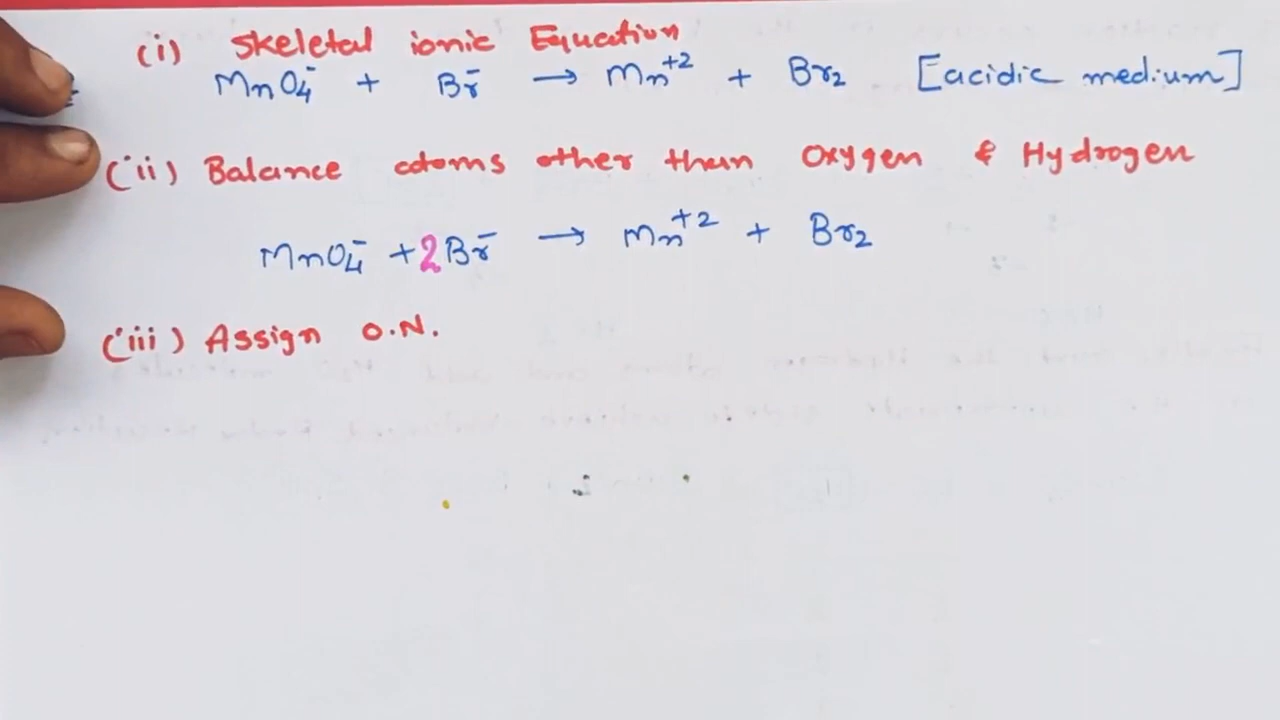 (i) Skeletal ionic Equation
MnO₄⁻ + Br⁻ → Mn⁺² + Br₂ [acidic medium]
(ii) Balance atoms other than Oxygen & Hydrogen
MnO₄⁻ + 2Br⁻ → Mn⁺² + Br₂
(iii) Assign O.N.